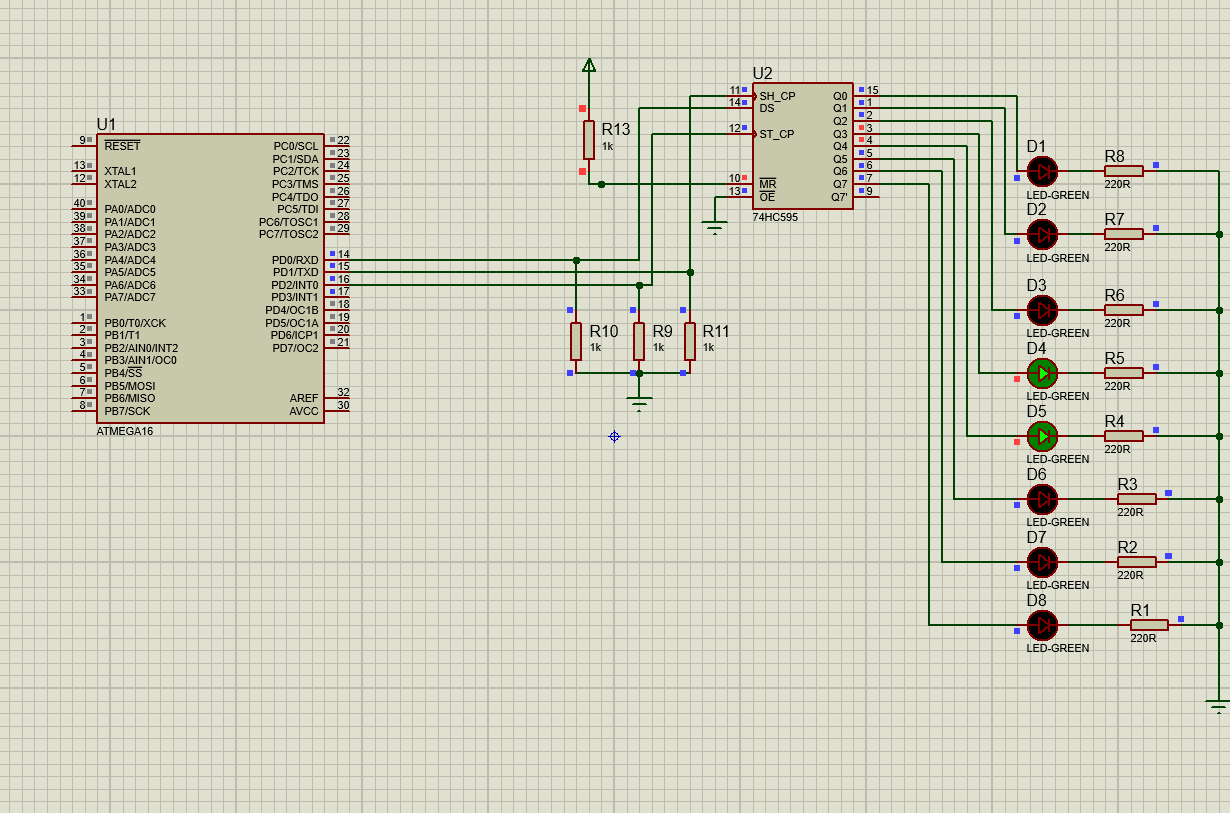 U1
9 RESET PC0/SCL 22
PC1/SDA 23
13 XTAL1 PC2/TCK 24
12 XTAL2 PC3/TMS 25
PC4/TDO 26
40 PA0/ADC0 PC5/TDI 27
39 PA1/ADC1 PC6/TOSC1 28
38 PA2/ADC2 PC7/TOSC2 29
37 PA3/ADC3
36 PA4/ADC4 PD0/RXD 14
35 PA5/ADC5 PD1/TXD 15
34 PA6/ADC6 PD2/INT0 16
33 PA7/ADC7 PD3/INT1 17
PD4/OC1B 18
1 PB0/T0/XCK PD5/OC1A 19
2 PB1/T1 PD6/ICP1 20
3 PB2/AIN0/INT2 PD7/OC2 21
4 PB3/AIN1/OC0
5 PB4/SS
6 PB5/MOSI
7 PB6/MISO AREF 32
8 PB7/SCK AVCC 30
ATMEGA16
R13
1k
R10
1k
R9
1k
R11
1k
U2
11 SH_CP Q0 15
14 DS Q1 1
Q2 2
12 ST_CP Q3 3
Q4 4
Q5 5
Q6 6
10 MR Q7 7
13 OE Q7' 9
74HC595
D1
LED-GREEN
R8
220R
D2
LED-GREEN
R7
220R
D3
LED-GREEN
R6
220R
D4
LED-GREEN
R5
220R
D5
LED-GREEN
R4
220R
D6
LED-GREEN
R3
220R
D7
LED-GREEN
R2
220R
D8
LED-GREEN
R1
220R